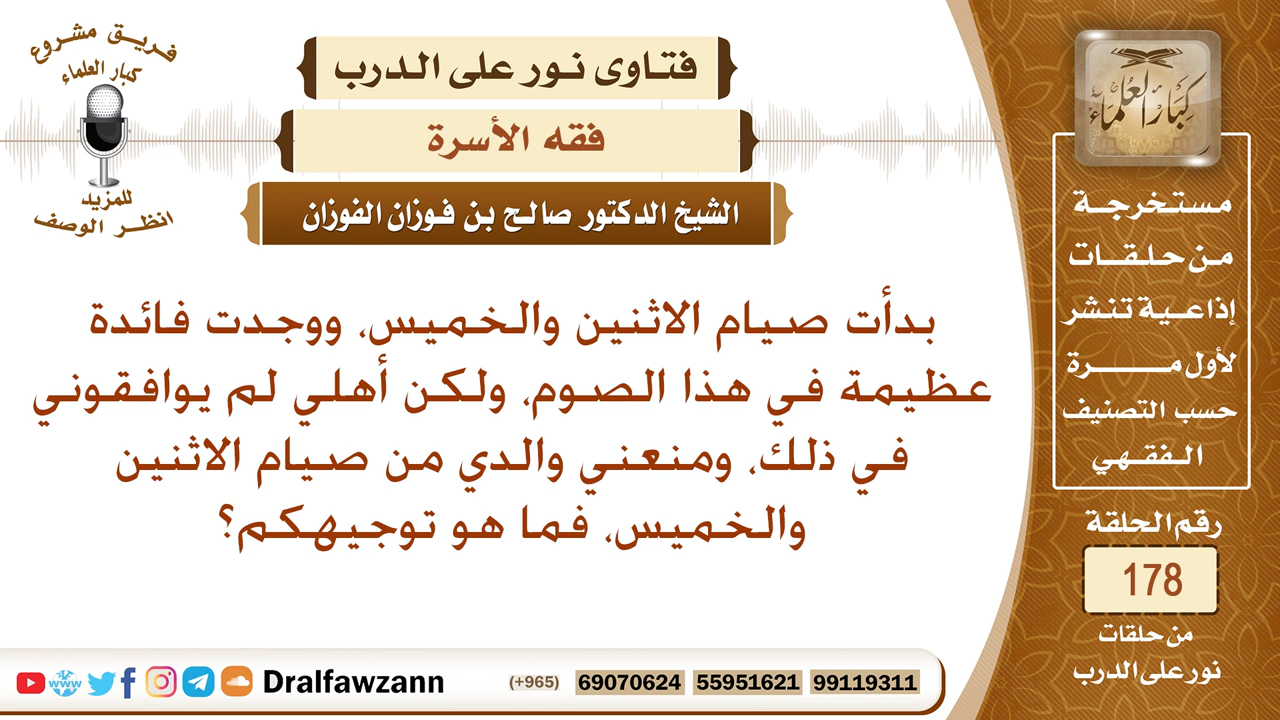 فريق مشروع
كبار العلماء
للمزيد
انظر الوصف
فتاوى نور على الدرب
فقه الأسرة
الشيخ الدكتور صالح بن فوزان الفوزان
بدأت صيام الاثنين والخميس، ووجدت فائدة
عظيمة في هذا الصوم، ولكن أهلي لم يوافقوني
في ذلك، ومنعني والدي من صيام الاثنين
والخميس، فما هو توجيهكم؟
كبار العلماء
مستخرجة
من حلقات
إذاعية تنشر
لأول مرة
حسب التصنيف
الفقهي
رقم الحلقة
178
من حلقات
نور على الدرب
www Dralfawzann (+965) 69070624 55951621 99119311